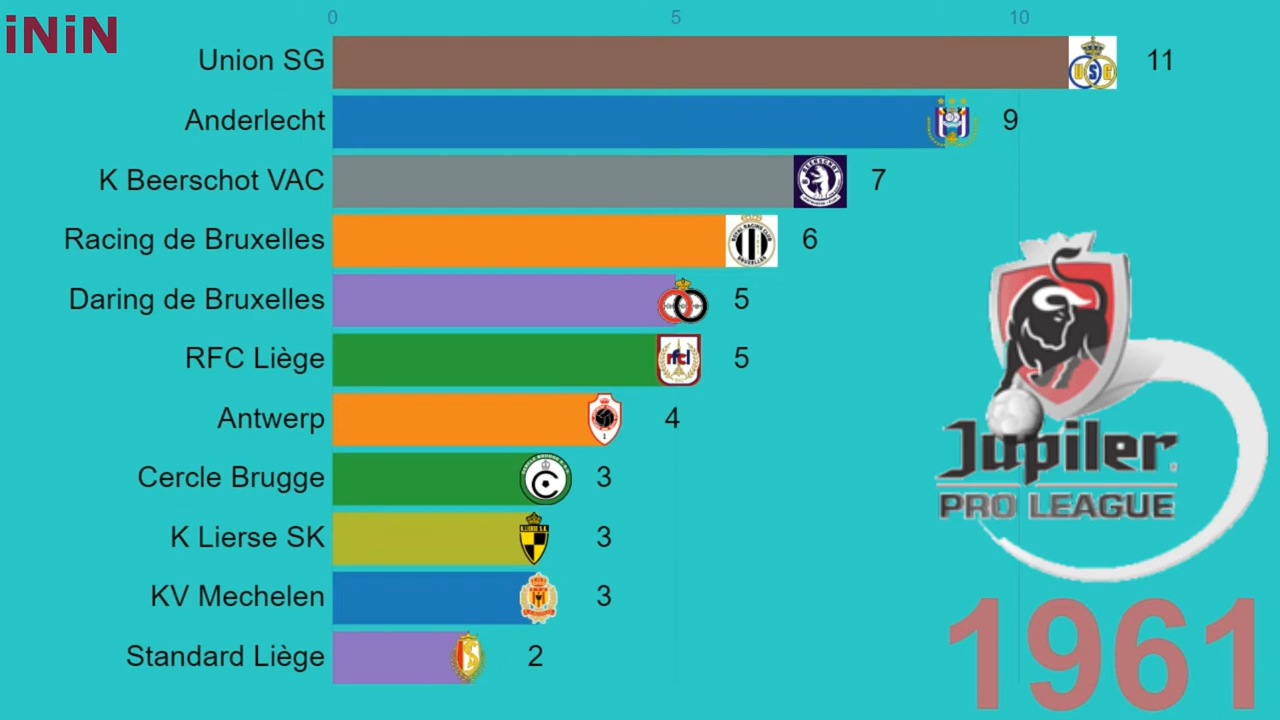 iNiN
0 5 10
Union SG 11
Anderlecht 9
K Beerschot VAC 7
Racing de Bruxelles 6
Daring de Bruxelles 5
RFC Liège 5
Antwerp 4
Cercle Brugge 3
K Lierse SK 3
KV Mechelen 3
Standard Liège 2
Jupiler
PRO LEAGUE
1961